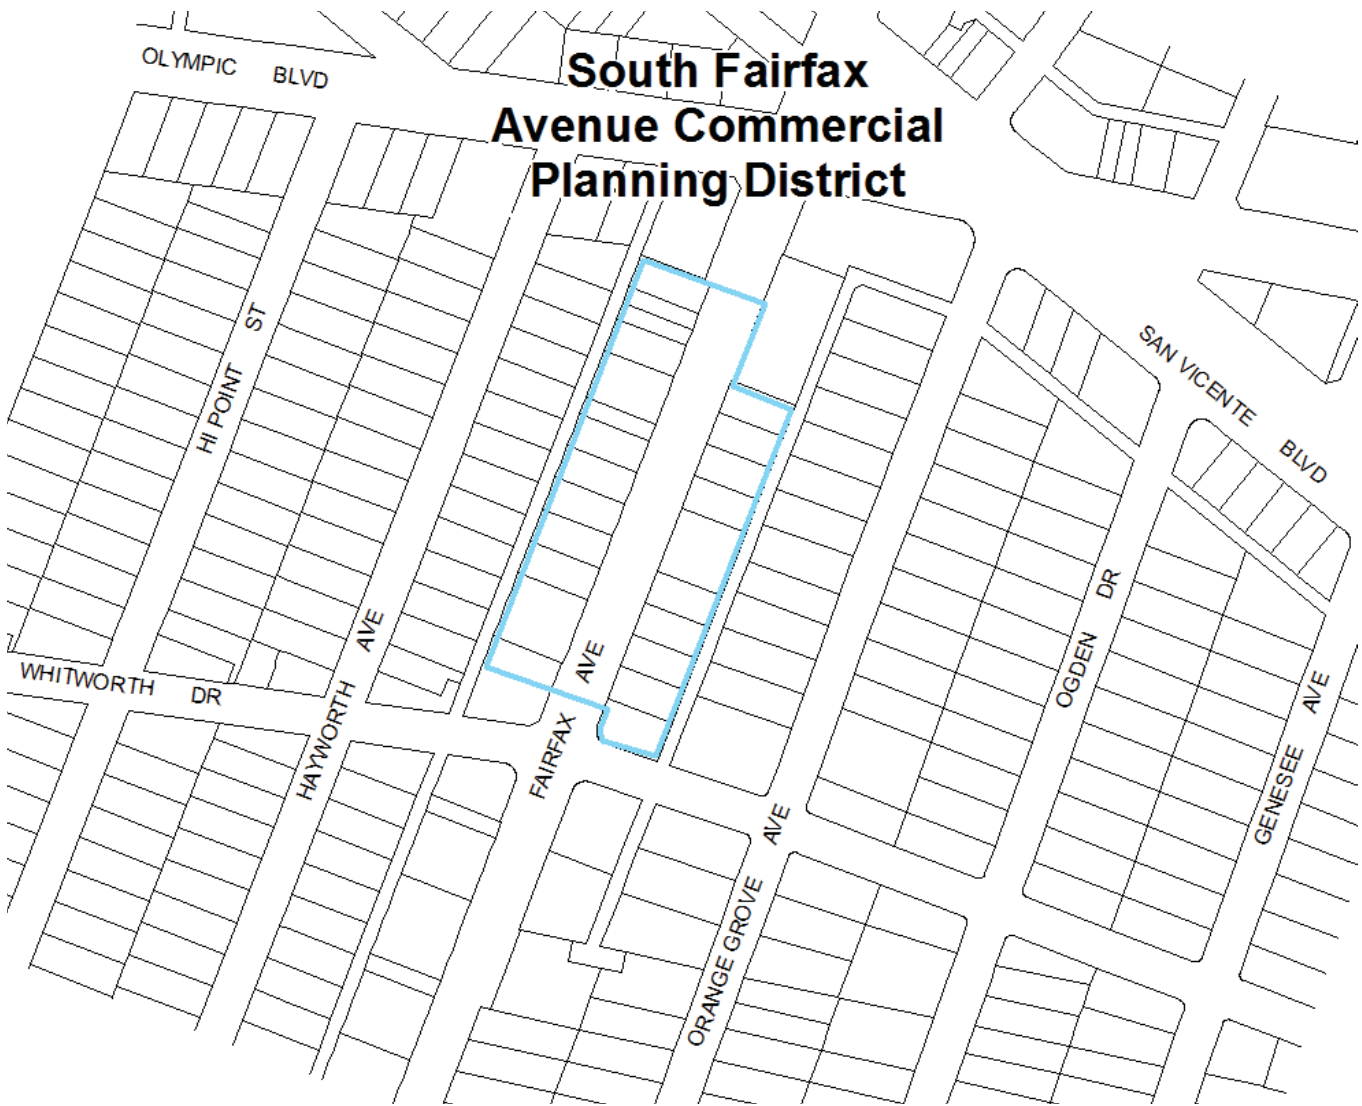 South Fairfax
Avenue Commercial
Planning District
OLYMPIC BLVD
SAN VICENTE BLVD
HI POINT ST
WHITWORTH DR
HAYWORTH AVE
FAIRFAX AVE
ORANGE GROVE AVE
OGDEN DR
GENESEE AVE